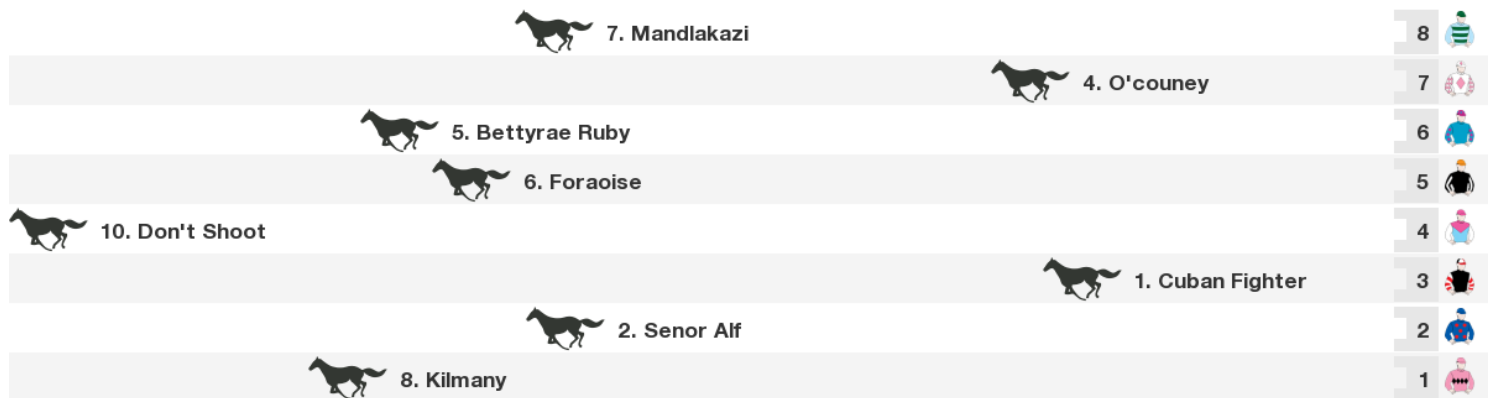 7. Mandlakazi 8
4. O'couney 7
5. Bettyrae Ruby 6
6. Foraoise 5
10. Don't Shoot 4
1. Cuban Fighter 3
2. Senor Alf 2
8. Kilmany 1